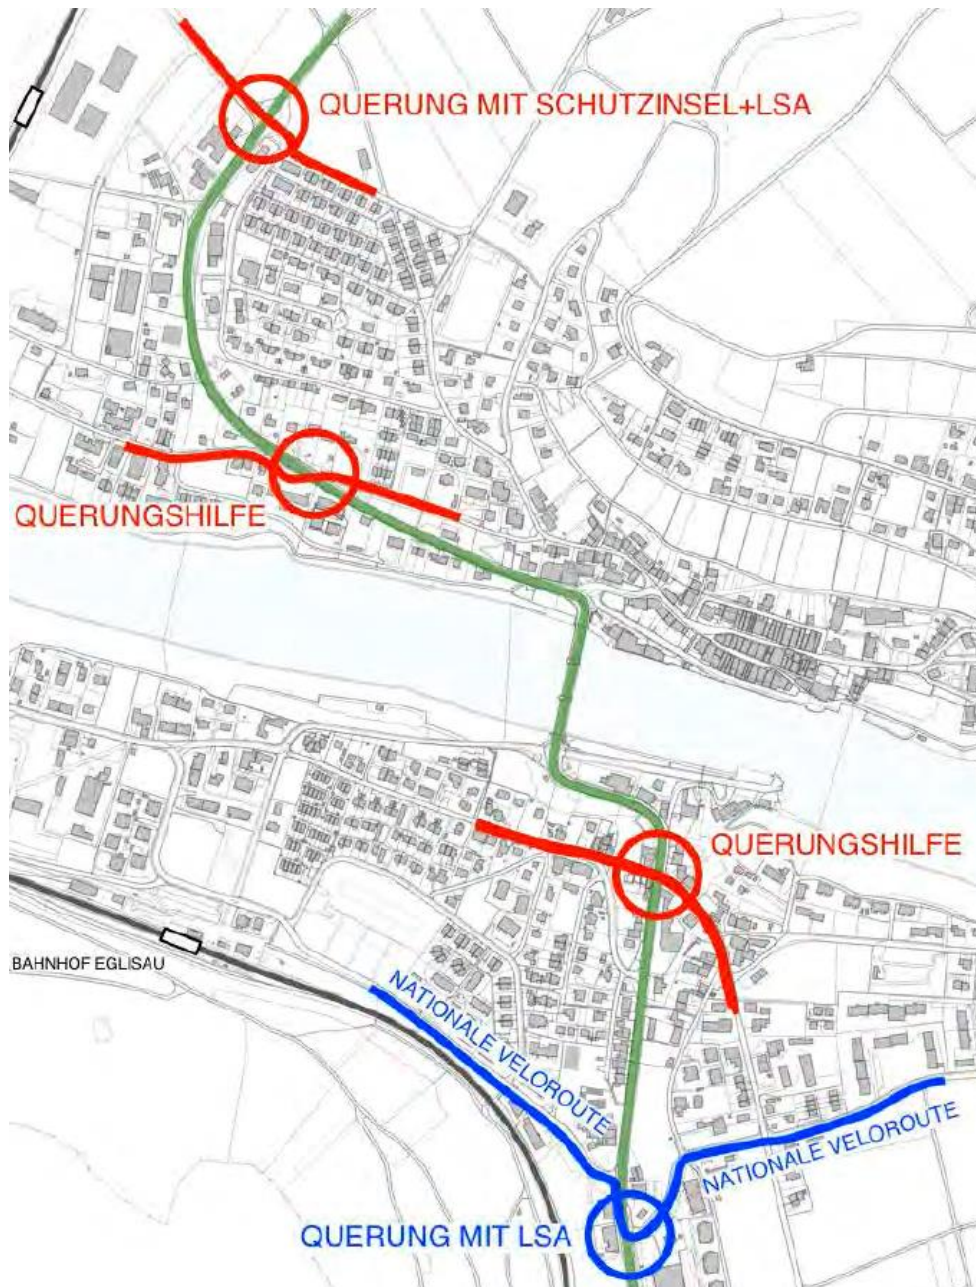 QUERUNG MIT SCHUTZINSEL+LSA
QUERUNGSHILFE
QUERUNGSHILFE
BAHNHOF EGLISAU
NATIONALE VELOROUTE
NATIONALE VELOROUTE
QUERUNG MIT LSA